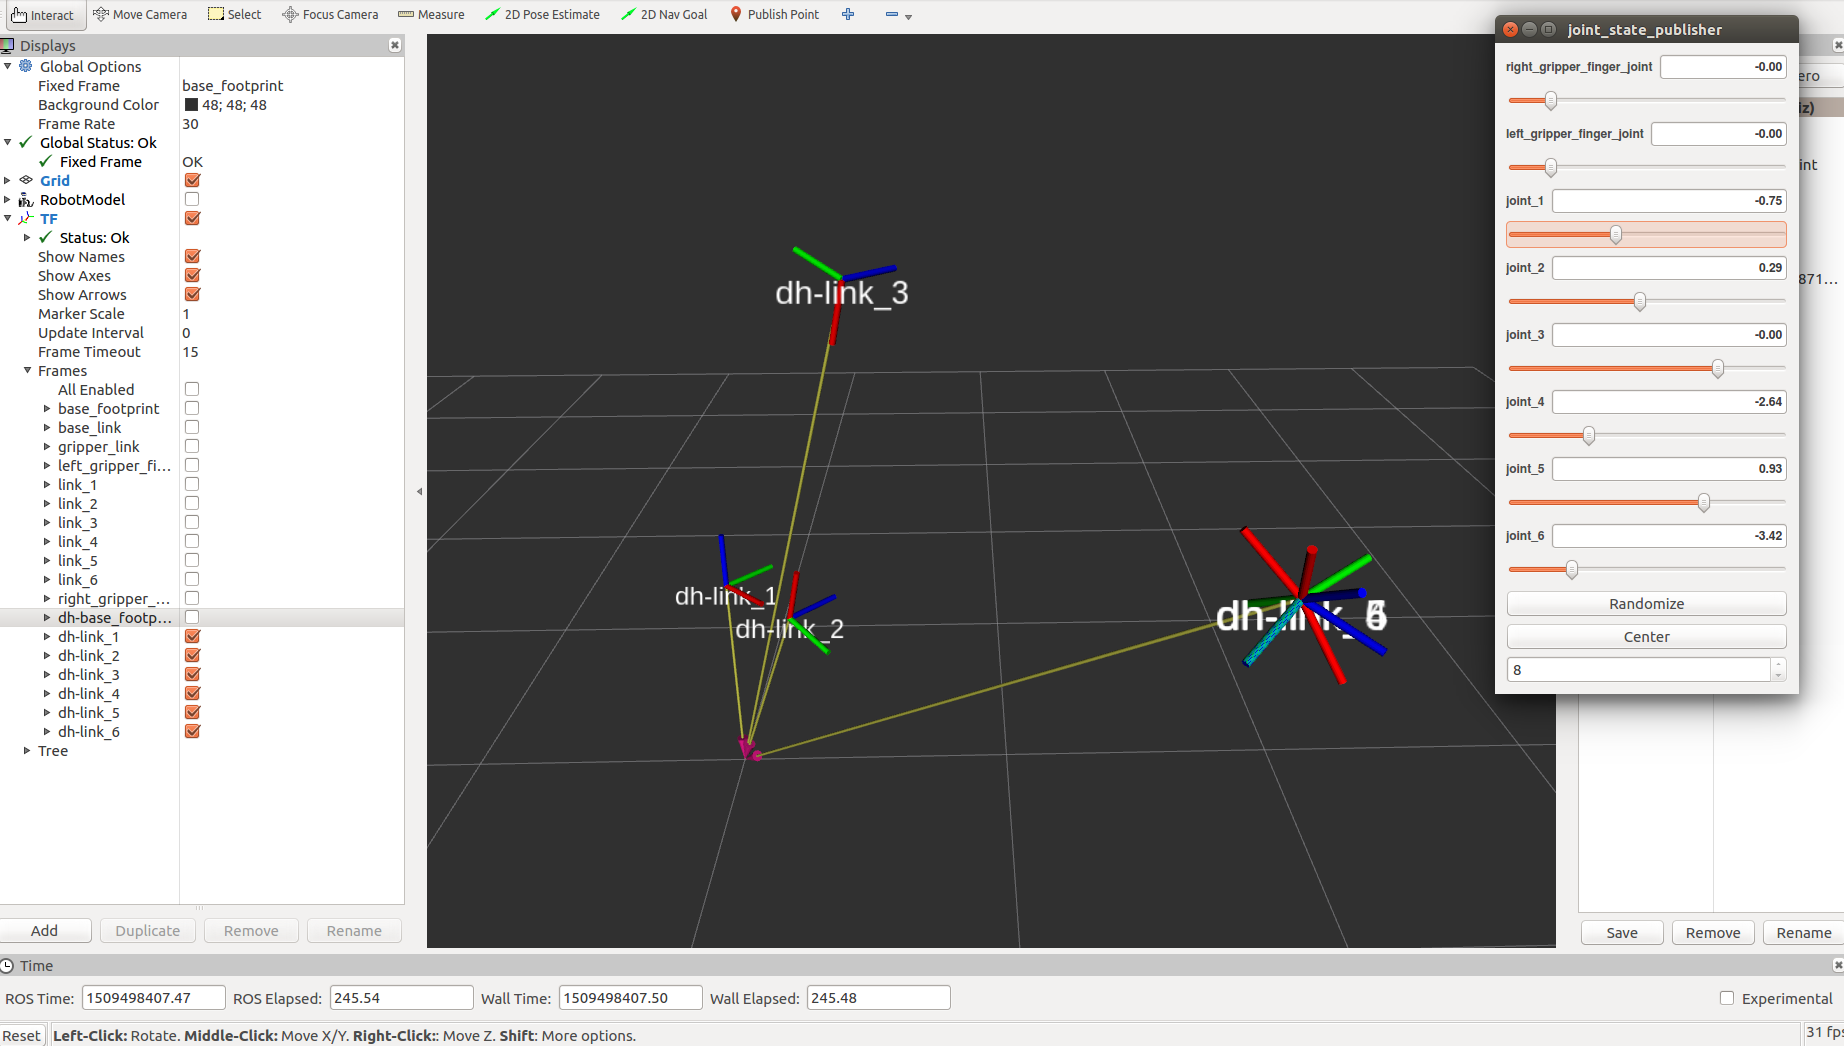 Interact Move Camera Select Focus Camera Measure 2D Pose Estimate 2D Nav Goal Publish Point
Displays
Global Options
Fixed Frame base_footprint
Background Color 48; 48; 48
Frame Rate 30
Global Status: Ok
Fixed Frame OK
Grid
RobotModel
TF
Status: Ok
Show Names
Show Axes
Show Arrows
Marker Scale 1
Update Interval 0
Frame Timeout 15
Frames
All Enabled
base_footprint
base_link
gripper_link
left_gripper_fi...
link_1
link_2
link_3
link_4
link_5
link_6
right_gripper_...
dh-base_footp...
dh-link_1
dh-link_2
dh-link_3
dh-link_4
dh-link_5
dh-link_6
Tree
Add Duplicate Remove Rename
dh-link_3
dh-link_1
dh-link_2
joint_state_publisher
right_gripper_finger_joint -0.00
left_gripper_finger_joint -0.00
joint_1 -0.75
joint_2 0.29
joint_3 -0.00
joint_4 -2.64
joint_5 0.93
joint_6 -3.42
Randomize
Center
8
ero
iz)
int
871...
Save Remove Rename
Time
ROS Time: 1509498407.47 ROS Elapsed: 245.54 Wall Time: 1509498407.50 Wall Elapsed: 245.48 Experimental
Reset Left-Click: Rotate. Middle-Click: Move X/Y. Right-Click:: Move Z. Shift: More options. 31 fps